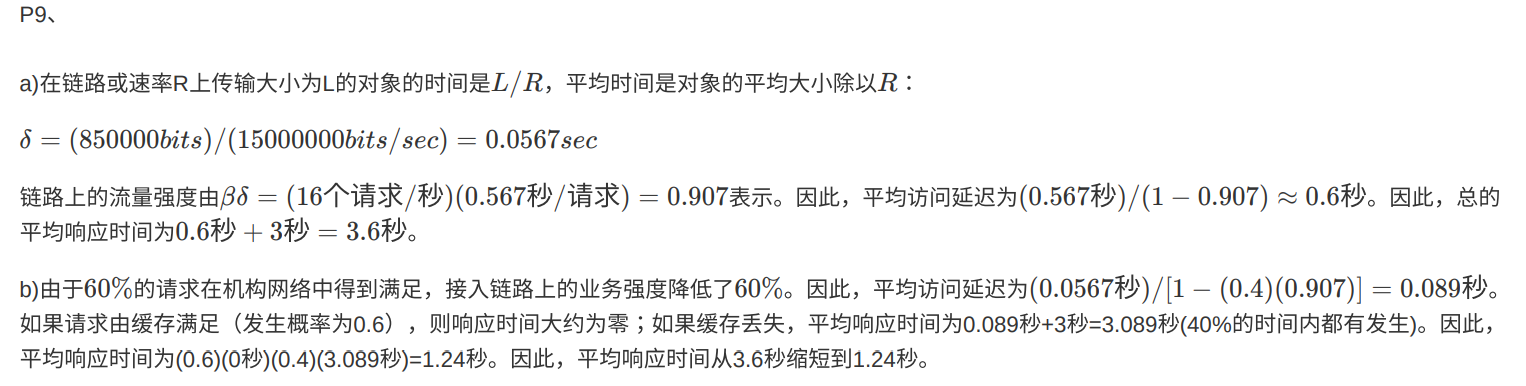 P9、
a)在链路或速率R上传输大小为L的对象的时间是L/R，平均时间是对象的平均大小除以R：
δ = (850000bits)/(15000000bits/sec) = 0.0567sec
链路上的流量强度由βδ = (16个请求/秒)(0.567秒/请求) = 0.907表示。因此，平均访问延迟为(0.567秒)/(1 − 0.907) ≈ 0.6秒。因此，总的
平均响应时间为0.6秒 + 3秒 = 3.6秒。
b)由于60%的请求在机构网络中得到满足，接入链路上的业务强度降低了60%。因此，平均访问延迟为(0.0567秒)/[1 − (0.4)(0.907)] = 0.089秒。
如果请求由缓存满足（发生概率为0.6），则响应时间大约为零；如果缓存丢失，平均响应时间为0.089秒+3秒=3.089秒(40%的时间内都有发生)。因此，
平均响应时间为(0.6)(0秒)(0.4)(3.089秒)=1.24秒。因此，平均响应时间从3.6秒缩短到1.24秒。